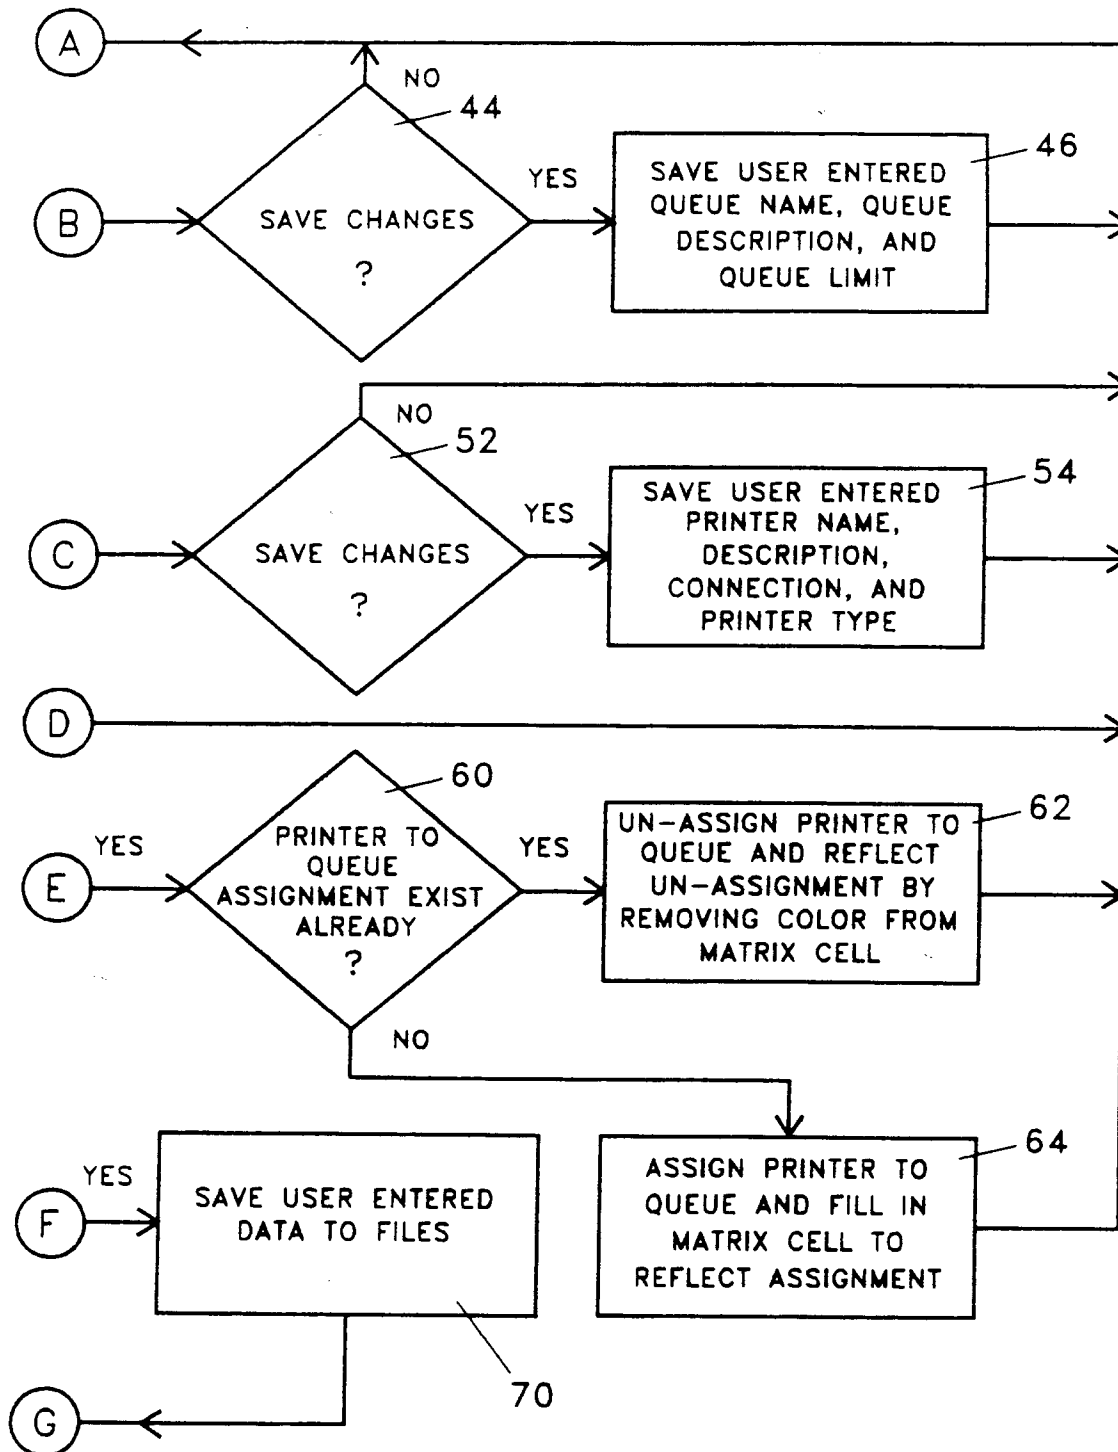 A
NO
44
46
B
SAVE CHANGES
?
YES
SAVE USER ENTERED
QUEUE NAME, QUEUE
DESCRIPTION, AND
QUEUE LIMIT
NO
52
54
C
SAVE CHANGES
?
YES
SAVE USER ENTERED
PRINTER NAME,
DESCRIPTION,
CONNECTION, AND
PRINTER TYPE
D
60
62
YES
E
PRINTER TO
QUEUE
ASSIGNMENT EXIST
ALREADY
?
YES
UN-ASSIGN PRINTER TO
QUEUE AND REFLECT
UN-ASSIGNMENT BY
REMOVING COLOR FROM
MATRIX CELL
NO
64
YES
F
SAVE USER ENTERED
DATA TO FILES
ASSIGN PRINTER TO
QUEUE AND FILL IN
MATRIX CELL TO
REFLECT ASSIGNMENT
70
G